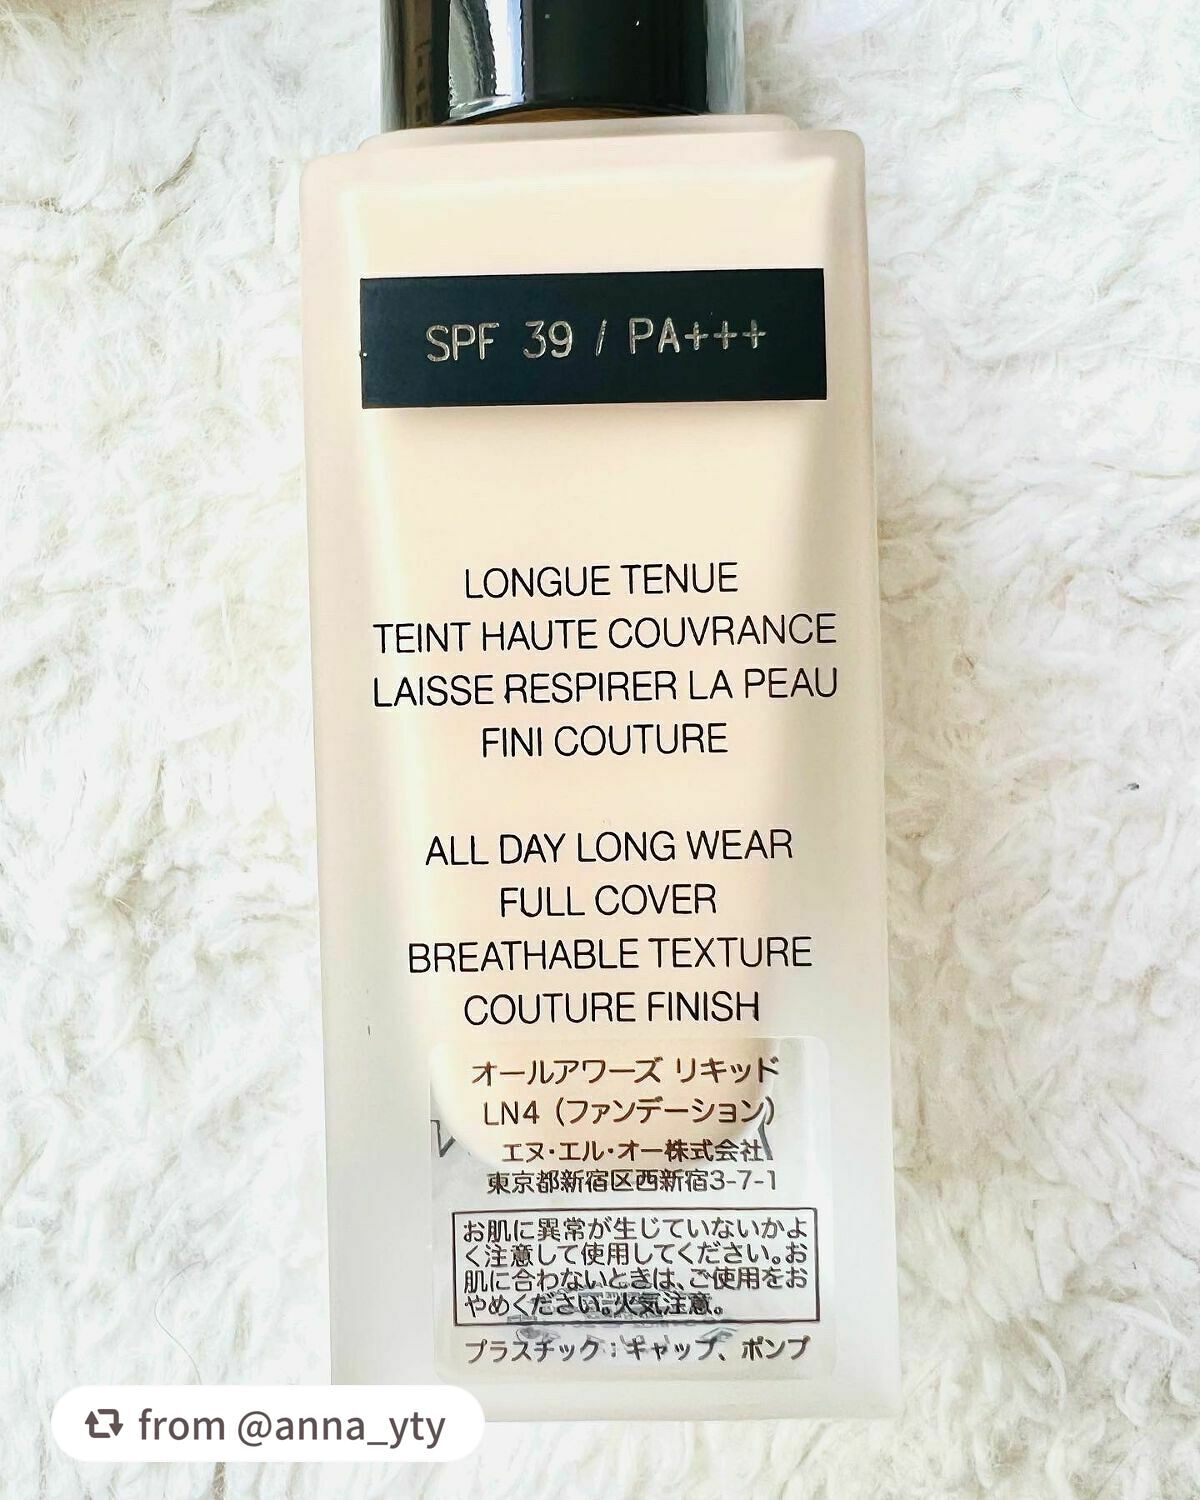 SPF 39 / PA+++
LONGUE TENUE
TEINT HAUTE COUVRANCE
LAISSE RESPIRER LA PEAU
FINI COUTURE
ALL DAY LONG WEAR
FULL COVER
BREATHABLE TEXTURE
COUTURE FINISH
オールアワーズ リキッド
LN4（ファンデーション）
エヌ・エル・オー株式会社
東京都新宿区西新宿3-7-1
お肌に異常が生じていないかよ
く注意して使用してください。お
肌に合わないときは、ご使用をお
やめください。火気注意。
プラスチック：キャップ、ポンプ
from @anna_yty